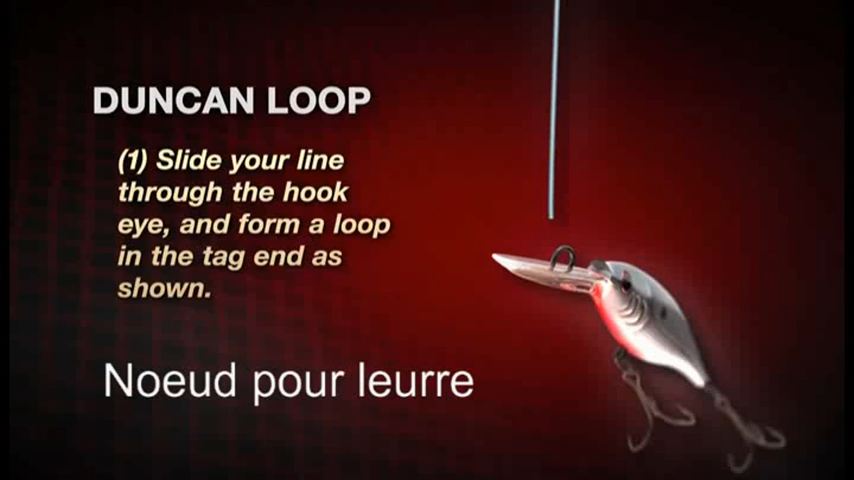 DUNCAN LOOP
(1) Slide your line
through the hook
eye, and form a loop
in the tag end as
shown.
Noeud pour leurre